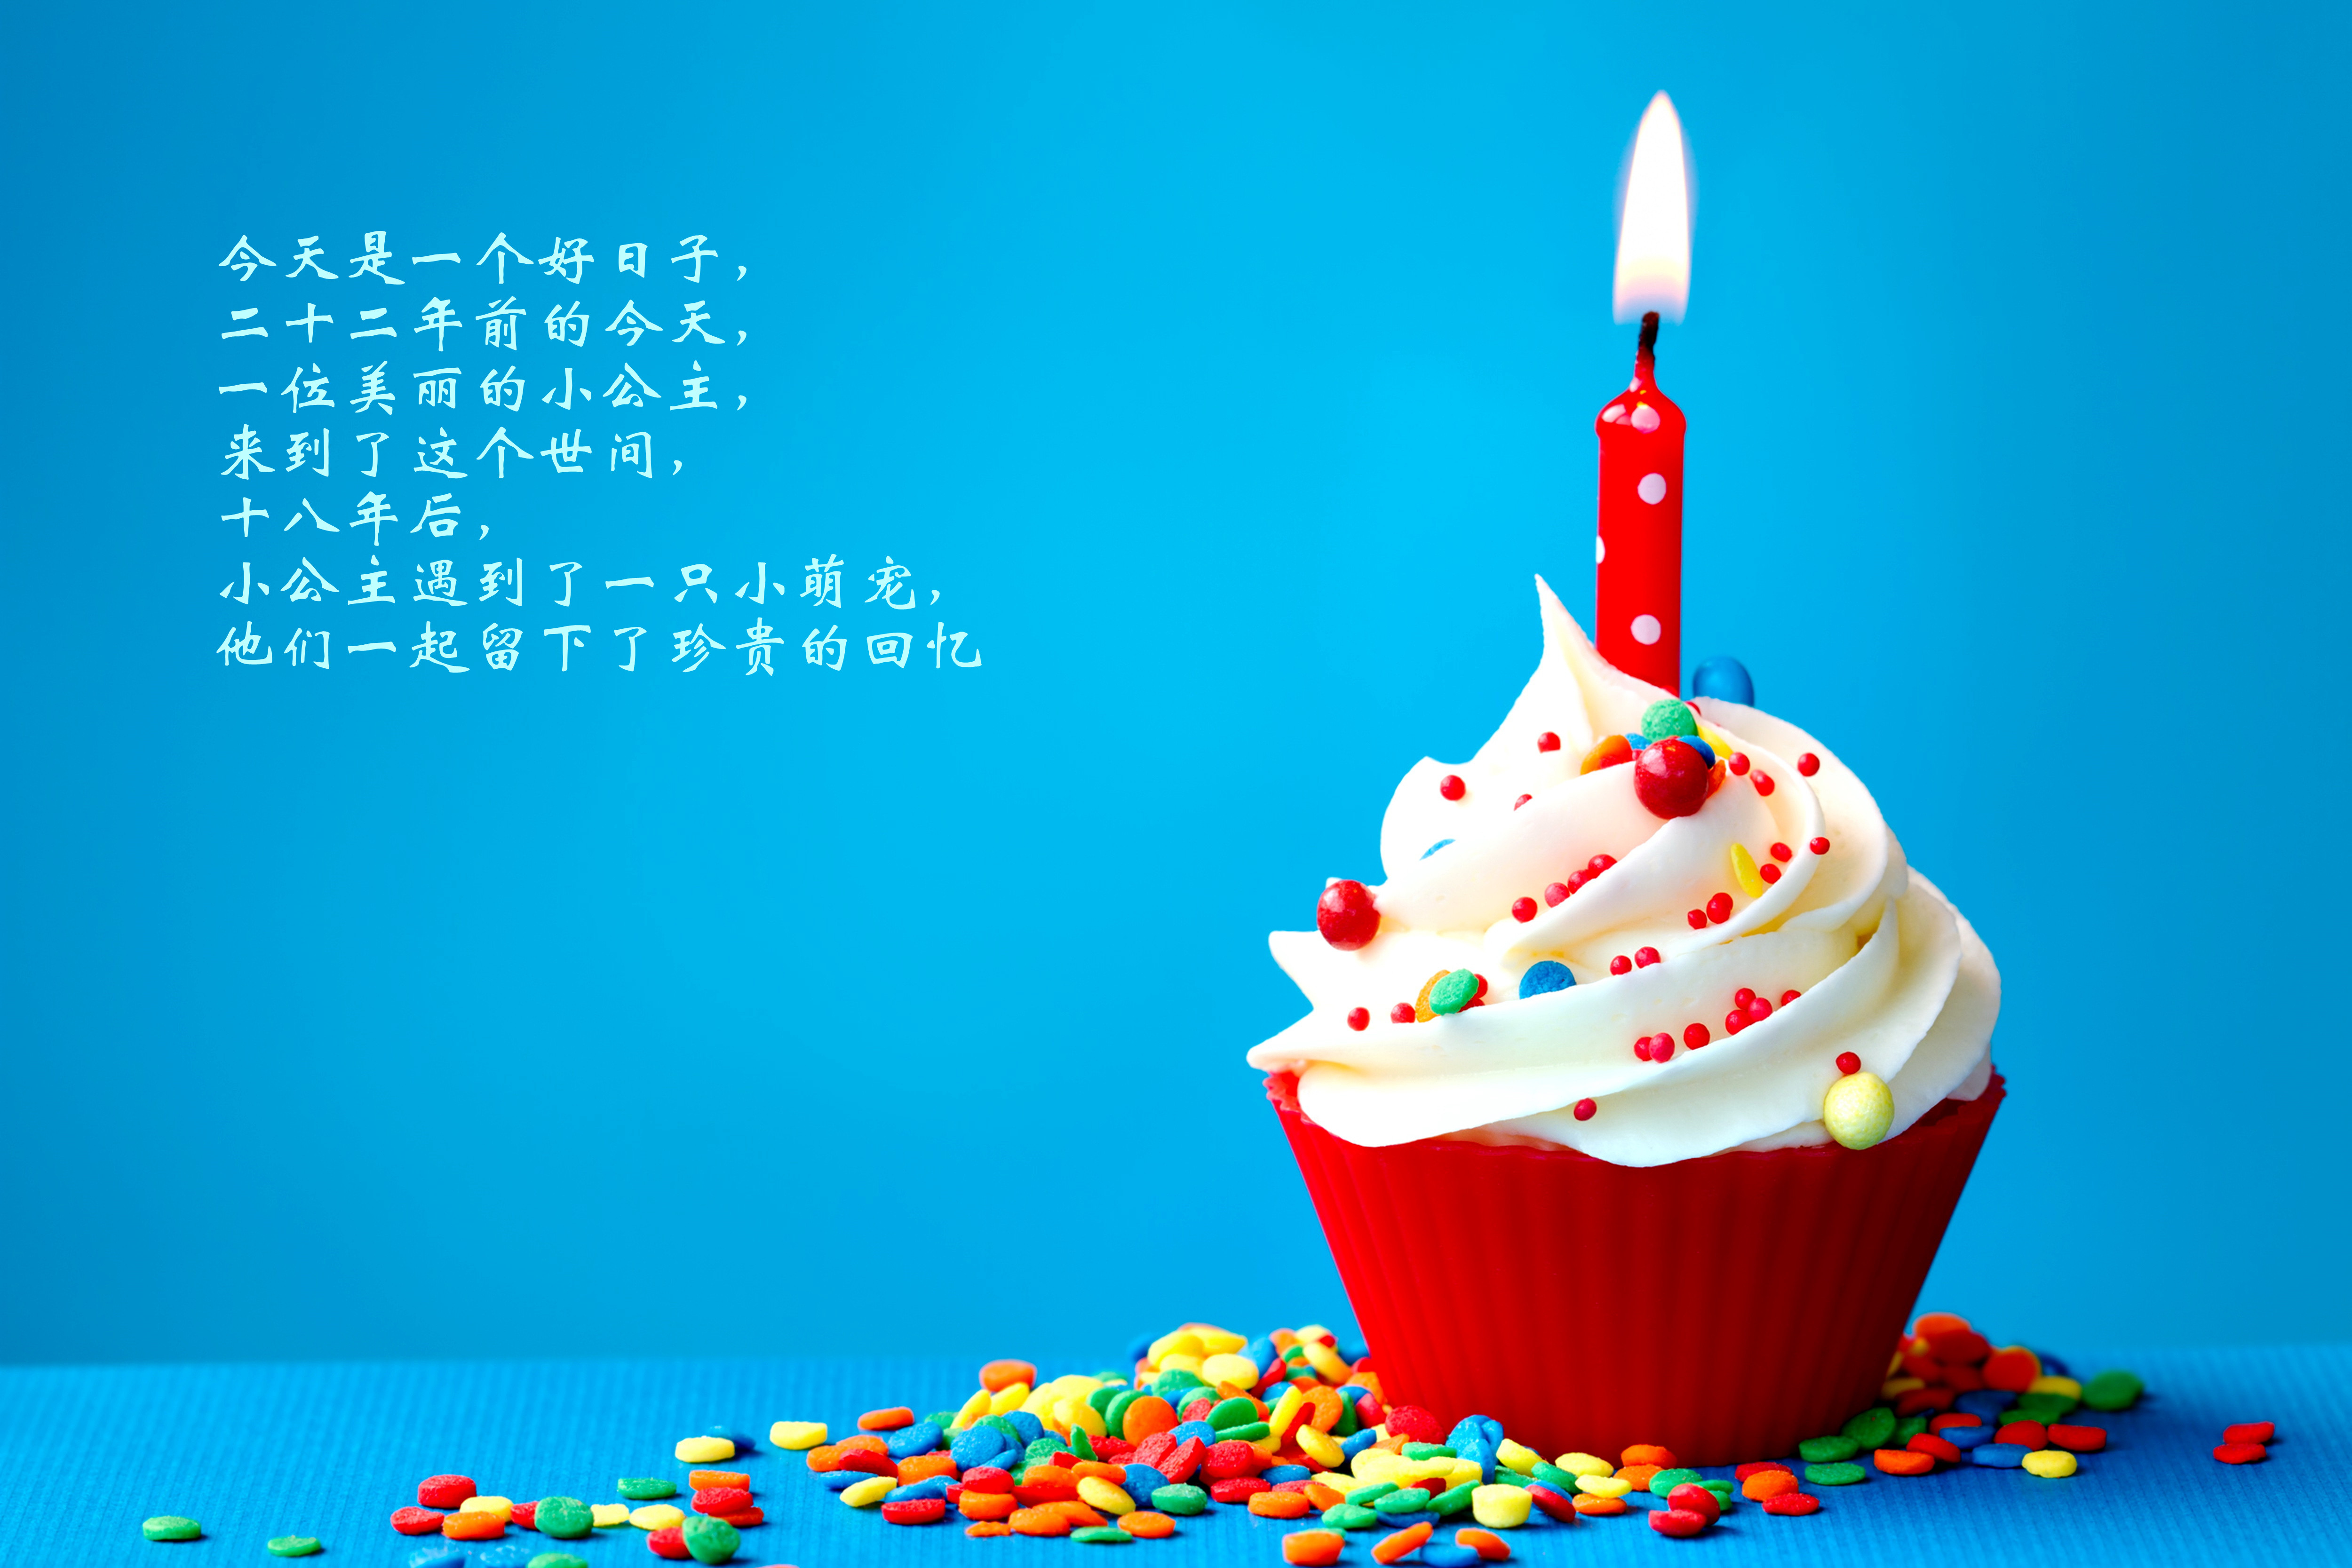 今天是一个好日子，
二十二年前的今天，
一位美丽的小公主，
来到了这个世间，
十八年后，
小公主遇到了一只小萌宠，
他们一起留下了珍贵的回忆